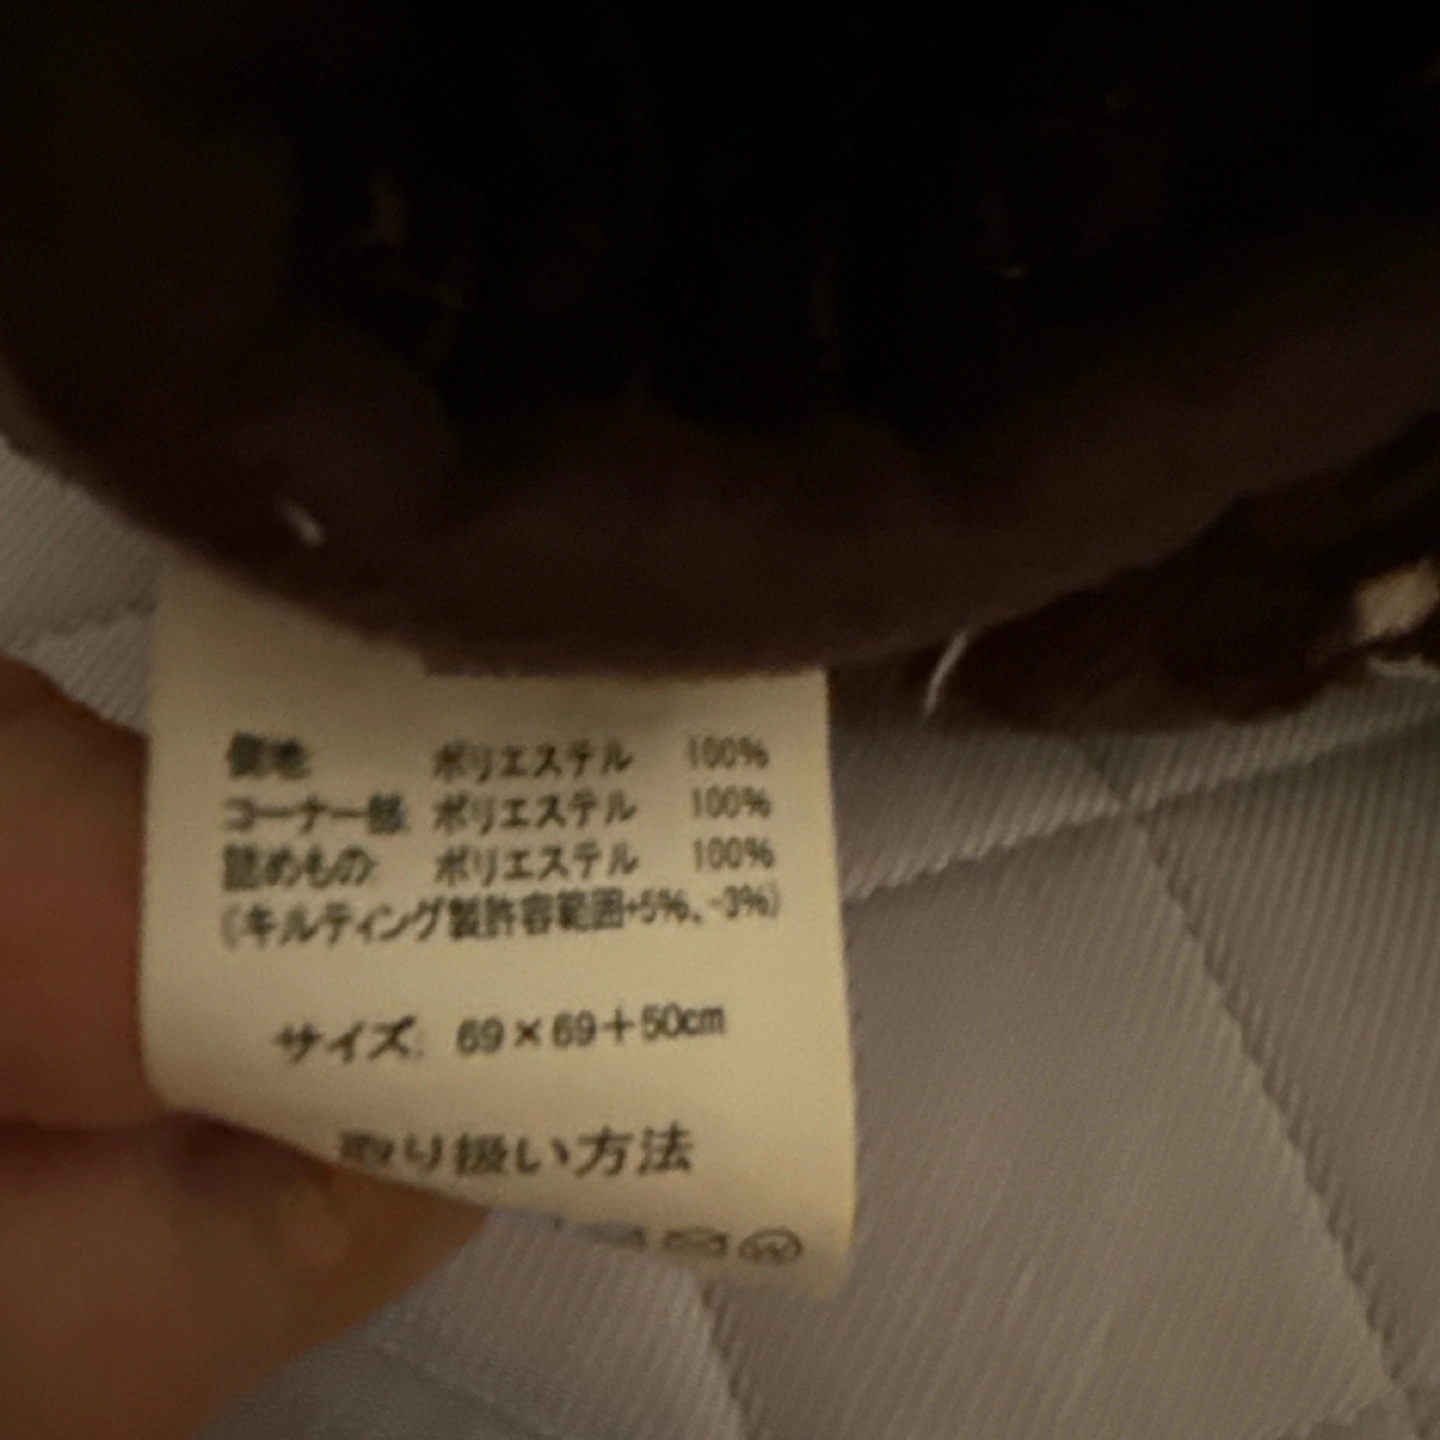 側地: ポリエステル 100%
コーナー部: ポリエステル 100%
詰めもの: ポリエステル 100%
(キルティング製許容範囲+5%、-3%)
サイズ: 69×69+50cm
取り扱い方法